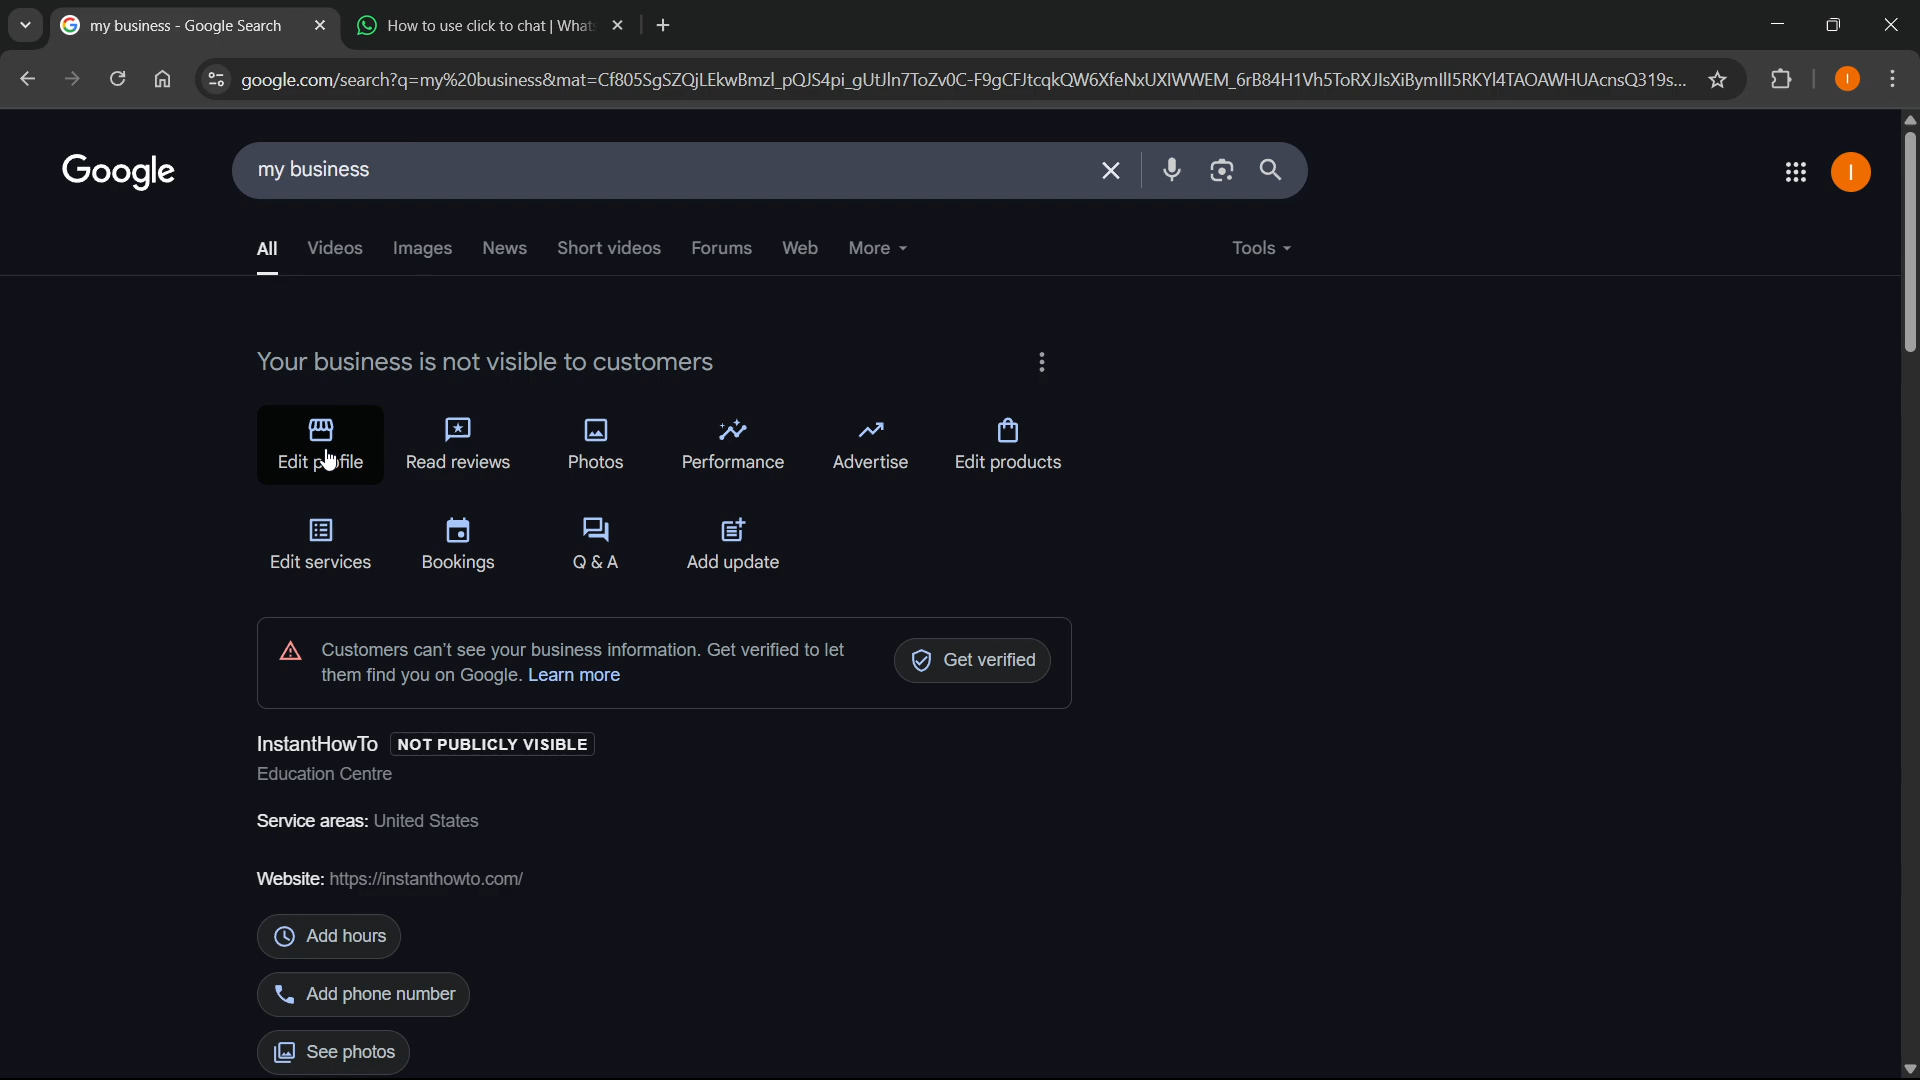 my business - Google Search
How to use click to chat | Whats
google.com/search?q=my%20business&mat=
Google
my business
I
All Videos Images News Short videos Forums Web More Tools
Your business is not visible to customers
Edit profile Read reviews Photos Performance Advertise Edit products
Edit services Bookings Q & A Add update
Customers can't see your business information. Get verified to let
them find you on Google. Learn more
Get verified
InstantHowTo NOT PUBLICLY VISIBLE
Education Centre
Service areas: United States
Website: https://instanthowto.com/
Add hours
Add phone number
See photos